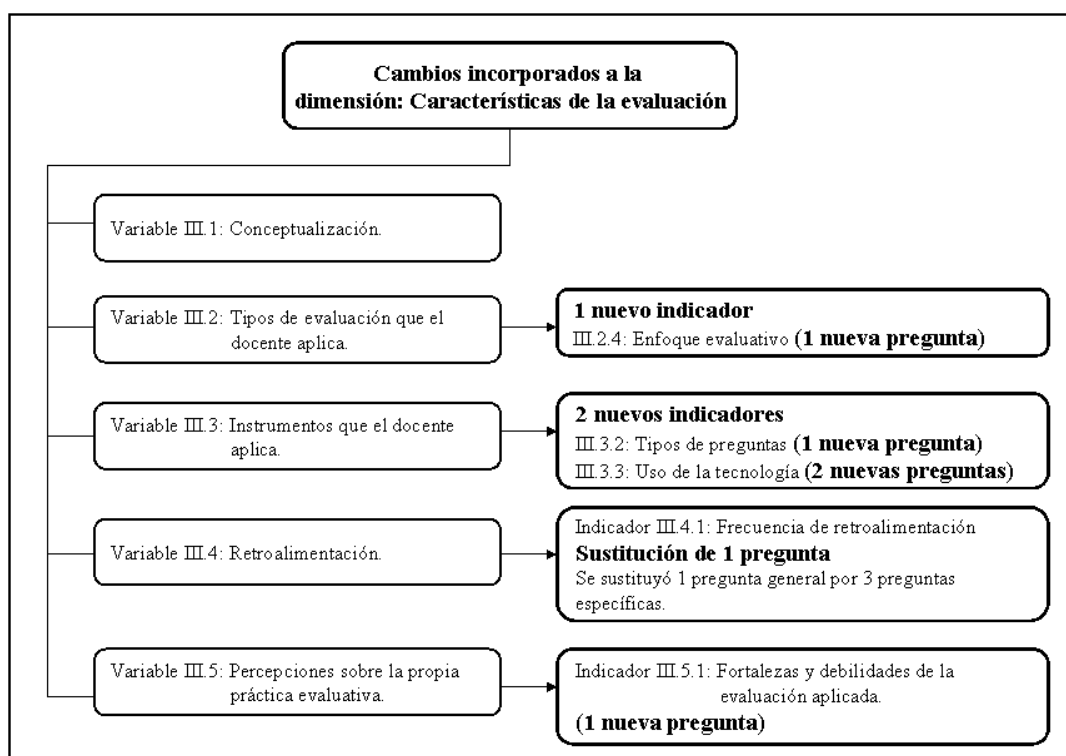 Cambios incorporados a la
dimensión: Características de la evaluación
Variable III.1: Conceptualización.
Variable III.2: Tipos de evaluación que el
docente aplica.
1 nuevo indicador
III.2.4: Enfoque evaluativo (1 nueva pregunta)
Variable III.3: Instrumentos que el docente
aplica.
2 nuevos indicadores
III.3.2: Tipos de preguntas (1 nueva pregunta)
III.3.3: Uso de la tecnología (2 nuevas preguntas)
Variable III.4: Retroalimentación.
Indicador III.4.1: Frecuencia de retroalimentación
Sustitución de 1 pregunta
Se sustituyó 1 pregunta general por 3 preguntas
específicas.
Variable III.5: Percepciones sobre la propia
práctica evaluativa.
Indicador III.5.1: Fortalezas y debilidades de la
evaluación aplicada.
(1 nueva pregunta)